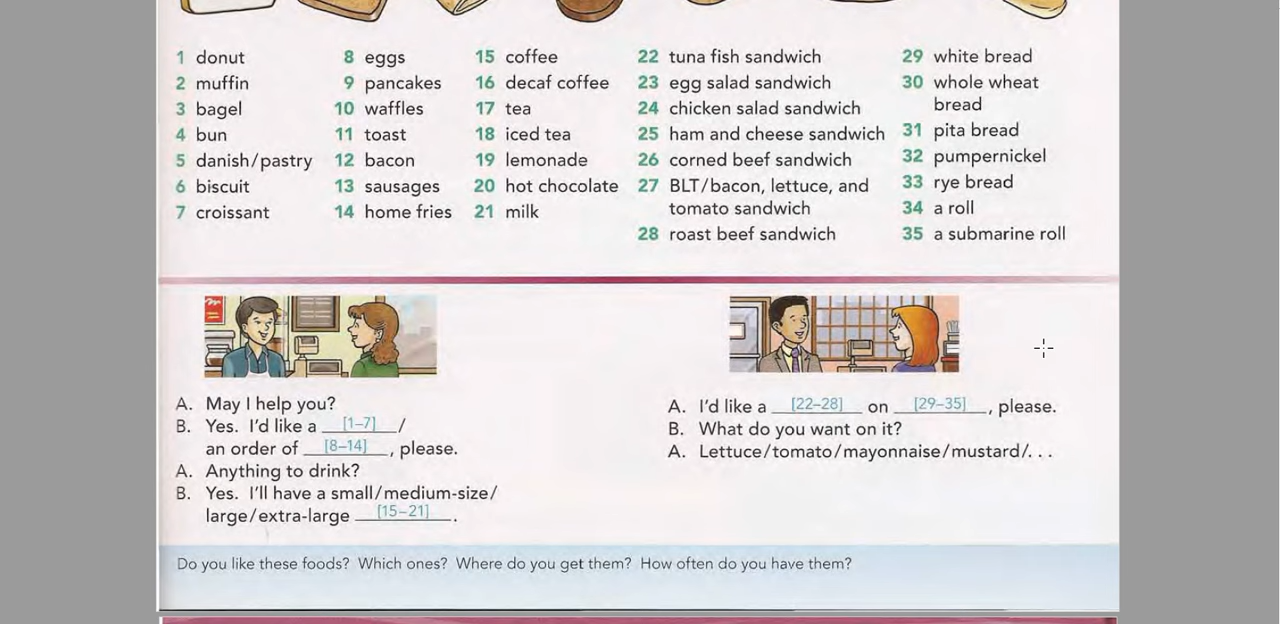 1 donut
2 muffin
3 bagel
4 bun
5 danish/pastry
6 biscuit
7 croissant
8 eggs
9 pancakes
10 waffles
11 toast
12 bacon
13 sausages
14 home fries
15 coffee
16 decaf coffee
17 tea
18 iced tea
19 lemonade
20 hot chocolate
21 milk
22 tuna fish sandwich
23 egg salad sandwich
24 chicken salad sandwich
25 ham and cheese sandwich
26 corned beef sandwich
27 BLT/bacon, lettuce, and
tomato sandwich
28 roast beef sandwich
29 white bread
30 whole wheat
bread
31 pita bread
32 pumpernickel
33 rye bread
34 a roll
35 a submarine roll
A. May I help you?
B. Yes. I'd like a [1–7] /
an order of [8–14] , please.
A. Anything to drink?
B. Yes. I'll have a small/medium-size/
large/extra-large [15–21] .
A. I'd like a [22–28] on [29–35] , please.
B. What do you want on it?
A. Lettuce/tomato/mayonnaise/mustard/. . .
Do you like these foods? Which ones? Where do you get them? How often do you have them?